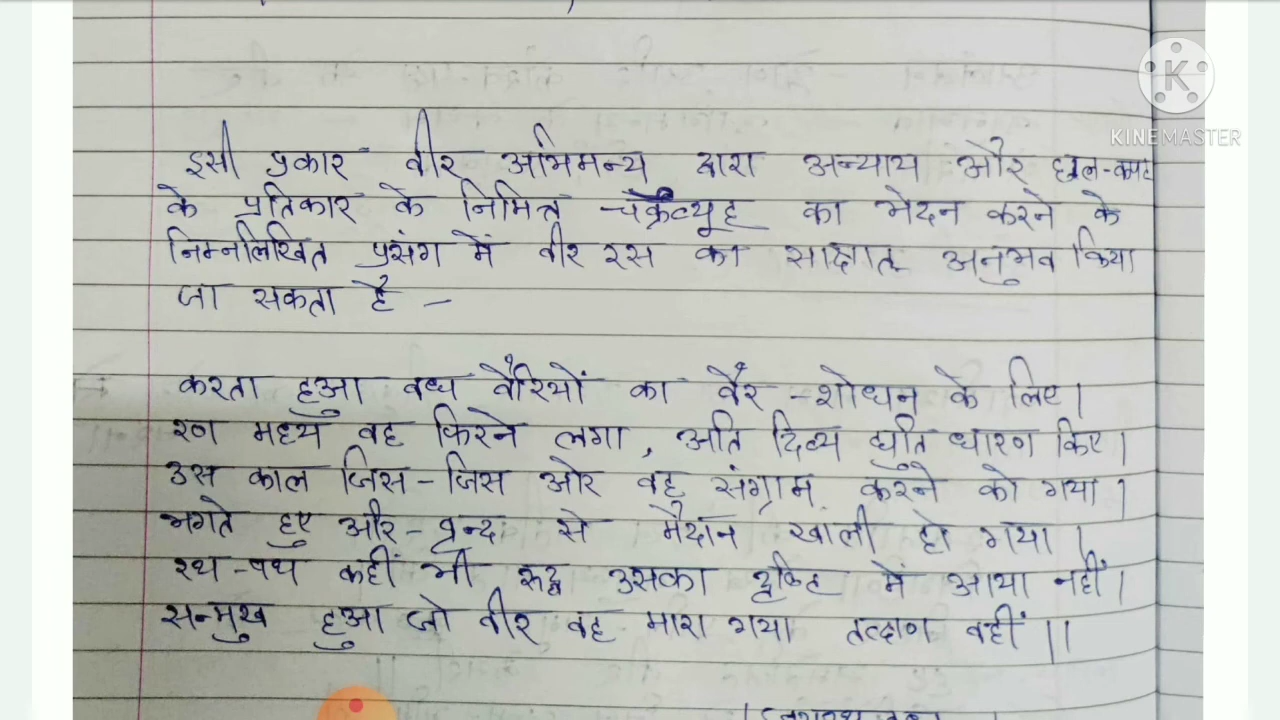 KINEMASTER
इसी प्रकार वीर अभिमन्य द्वारा अन्याय और छल-कपट
के प्रतिकार के निमित्त चक्रव्यूह का भेदन करने के
निम्नलिखित प्रसंग में वीर रस का साक्षात् अनुभव किया
जा सकता है -
करता हुआ वध वैरियों का वैर-शोधन के लिए।
रण मध्य वह फिरने लगा, अति दिव्य द्युति धारण किए।
उस काल जिस-जिस ओर वह संग्राम करने को गया।
भगते हुए और-वृन्द से मैदान खाली हो गया।
रथ-पथ कहीं भी रुद्ध उसका दृष्टि में आया नहीं।
सन्मुख हुआ जो वीर वह मारा गया तत्क्षण वहीं ॥